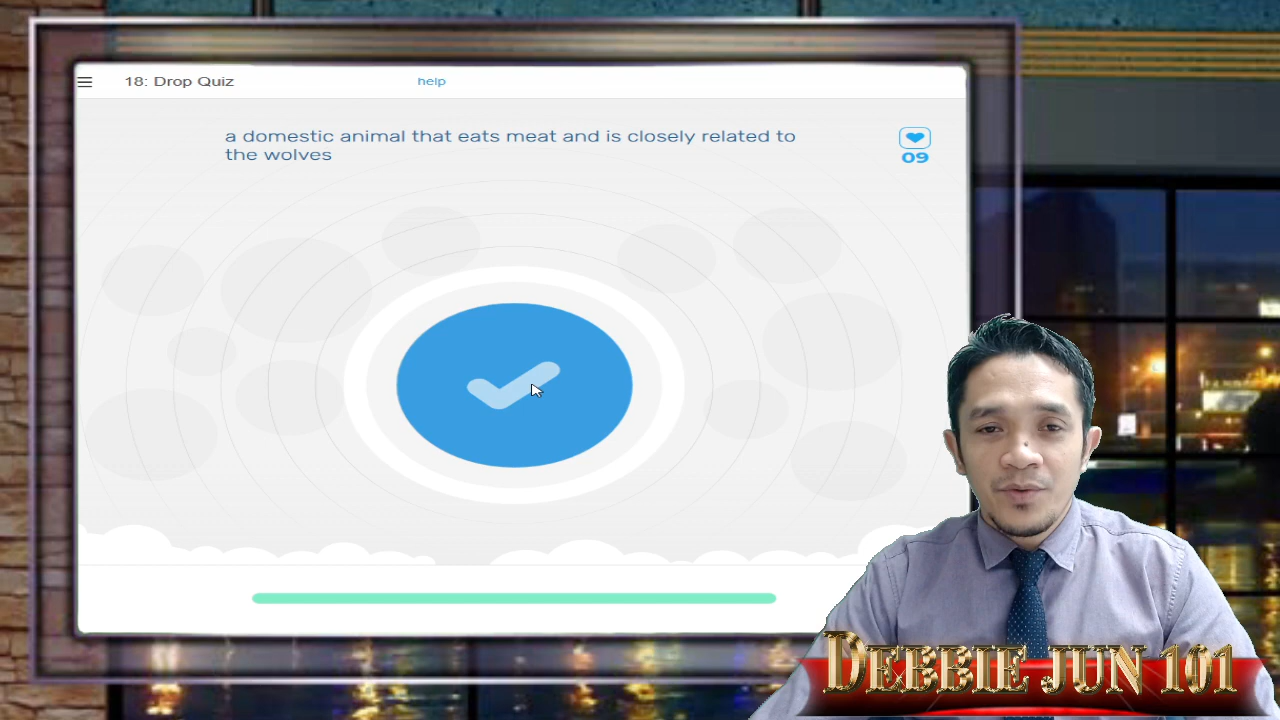 18: Drop Quiz
help
a domestic animal that eats meat and is closely related to
the wolves
09
DEBBIE JUN 101